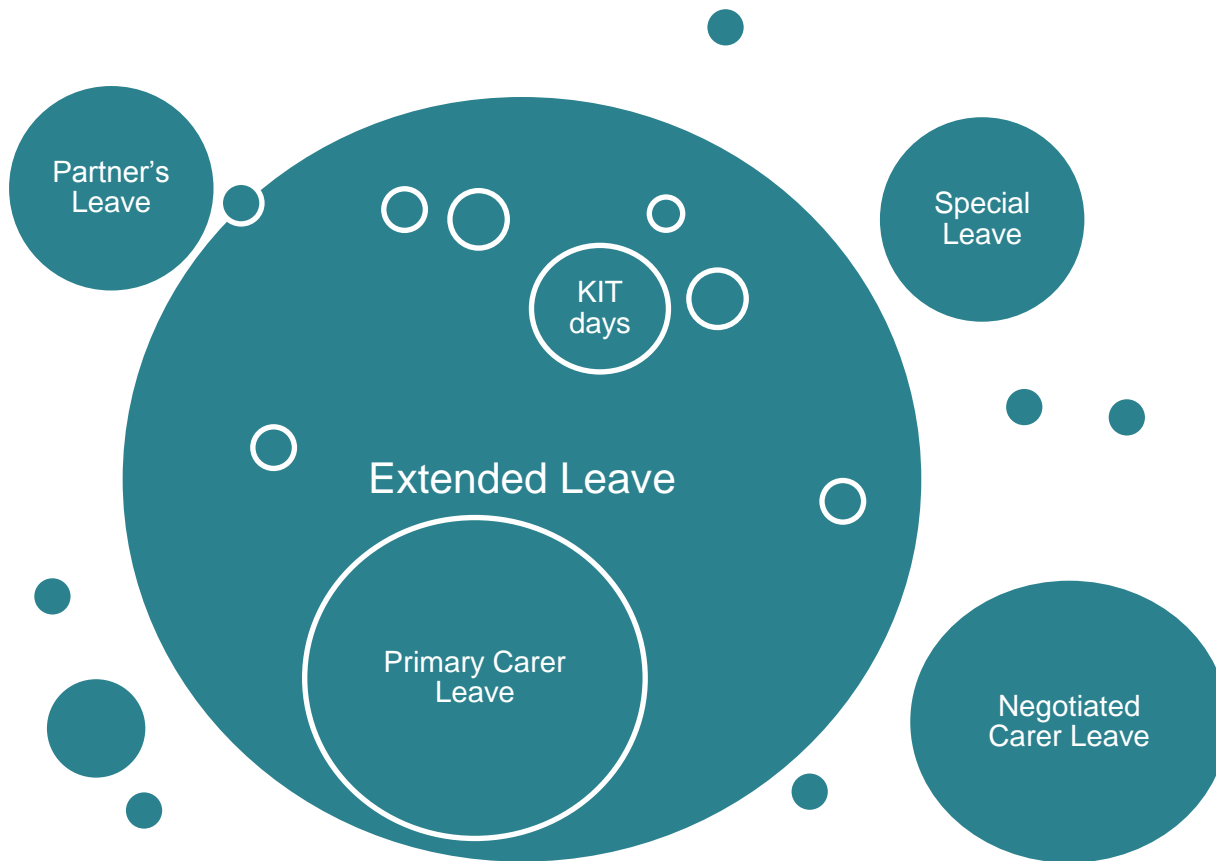 Partner’s
Leave
Special
Leave
KIT
days
Extended Leave
Primary Carer
Leave
Negotiated
Carer Leave